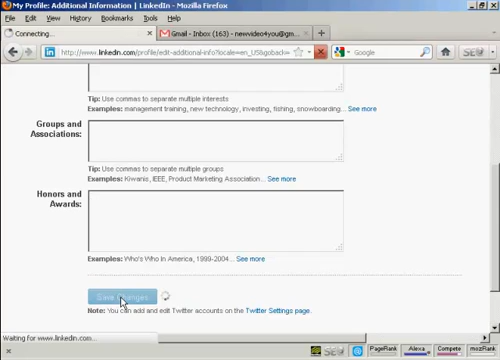 My Profile: Additional Information | LinkedIn - Mozilla Firefox
File Edit View History Bookmarks Tools Help
Connecting...
Gmail - Inbox (163) — newvideo4you@gm...
http://www.linkedin.com/profile/edit-additional-info?locale=en_US&goback=
Google
SEO
Tip: Use commas to separate multiple interests
Examples: management training, new technology, investing, fishing, snowboarding... See more
Groups and
Associations:
Tip: Use commas to separate multiple groups
Examples: Kiwanis, IEEE, Product Marketing Association... See more
Honors and
Awards:
Examples: Who's Who In America, 1999-2004... See more
Save Changes
Note: You can add and edit Twitter accounts on the Twitter Settings page.
Waiting for www.linkedin.com...
SEO
PageRank
Alexa
Compete
mozRank